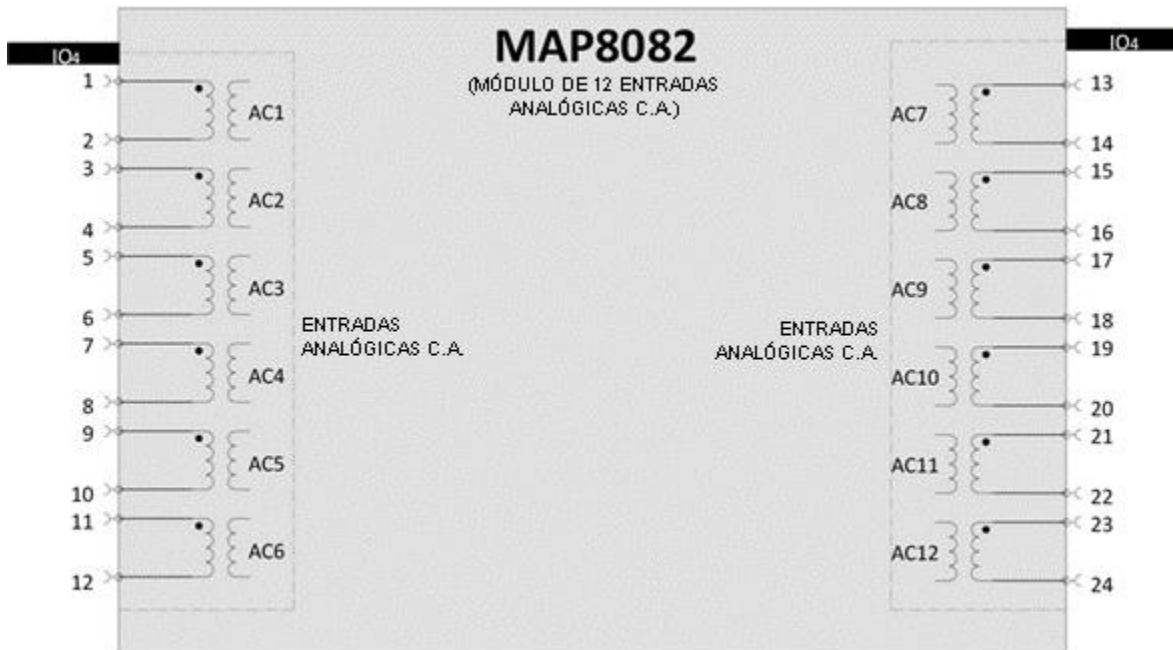 MAP8082
(MÓDULO DE 12 ENTRADAS
ANALÓGICAS C.A.)
IO4
IO4
1
2
AC1
3
4
AC2
5
6
AC3
7
8
AC4
9
10
AC5
11
12
AC6
ENTRADAS
ANALÓGICAS C.A.
ENTRADAS
ANALÓGICAS C.A.
AC7
13
14
AC8
15
16
AC9
17
18
AC10
19
20
AC11
21
22
AC12
23
24